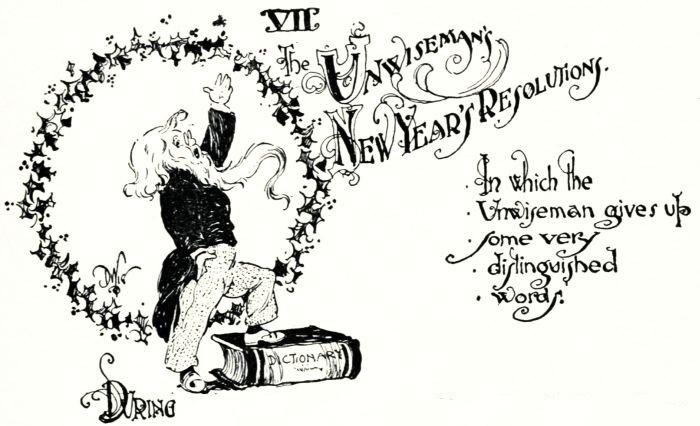 VII
The Unwiseman's
New Year's Resolutions.
In which the
Unwiseman gives up
some very
distinguished
words.
DICTIONARY
During